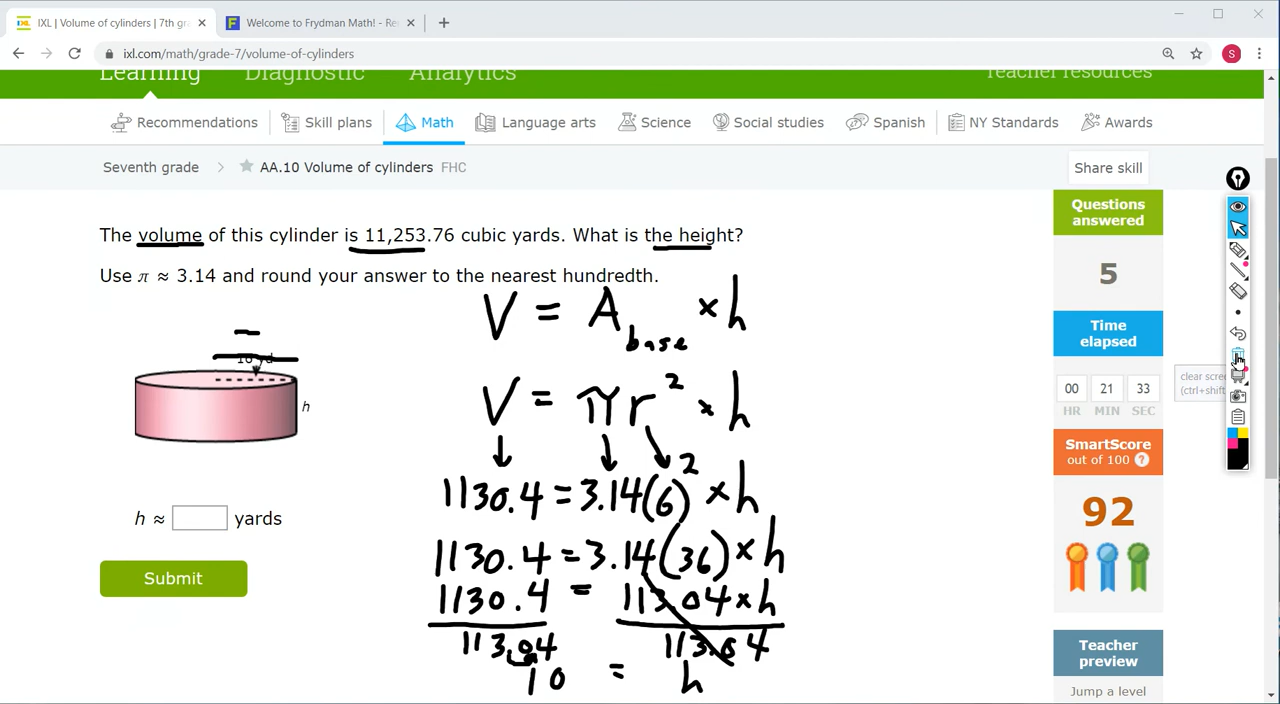 IXL | Volume of cylinders | 7th gra
Welcome to Frydman Math! - Re
ixl.com/math/grade-7/volume-of-cylinders
S
Learning Diagnostic Analytics Teacher resources
Recommendations Skill plans Math Language arts Science Social studies Spanish NY Standards Awards
Seventh grade > AA.10 Volume of cylinders FHC
Share skill
The volume of this cylinder is 11,253.76 cubic yards. What is the height?
Use π ≈ 3.14 and round your answer to the nearest hundredth.
yd
h
h ≈ yards
Submit
V = A base × h
V = πr² × h
1130.4 = 3.14(6)² × h
1130.4 = 3.14(36) × h
1130.4 = 113.04 × h
113.04 113.04
10 = h
Questions
answered
5
Time
elapsed
00 21 33
HR MIN SEC
SmartScore
out of 100 ?
92
Teacher
preview
Jump a level
clear scree
(ctrl+shift